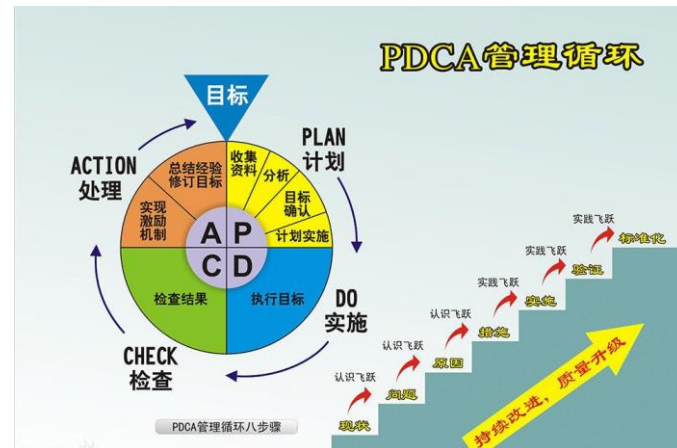 PDCA管理循环
目标
PLAN
计划
ACTION
处理
总结经验
修订目标
收集
资料
分析
目标
确认
计划实施
实现
激励
机制
A P
C D
检查结果
执行目标
DO
实施
CHECK
检查
PDCA管理循环八步骤
实践飞跃
标准化
实践飞跃
验证
实践飞跃
实施
认识飞跃
措施
认识飞跃
原因
认识飞跃
问题
认识飞跃
现状
持续改进，质量升级